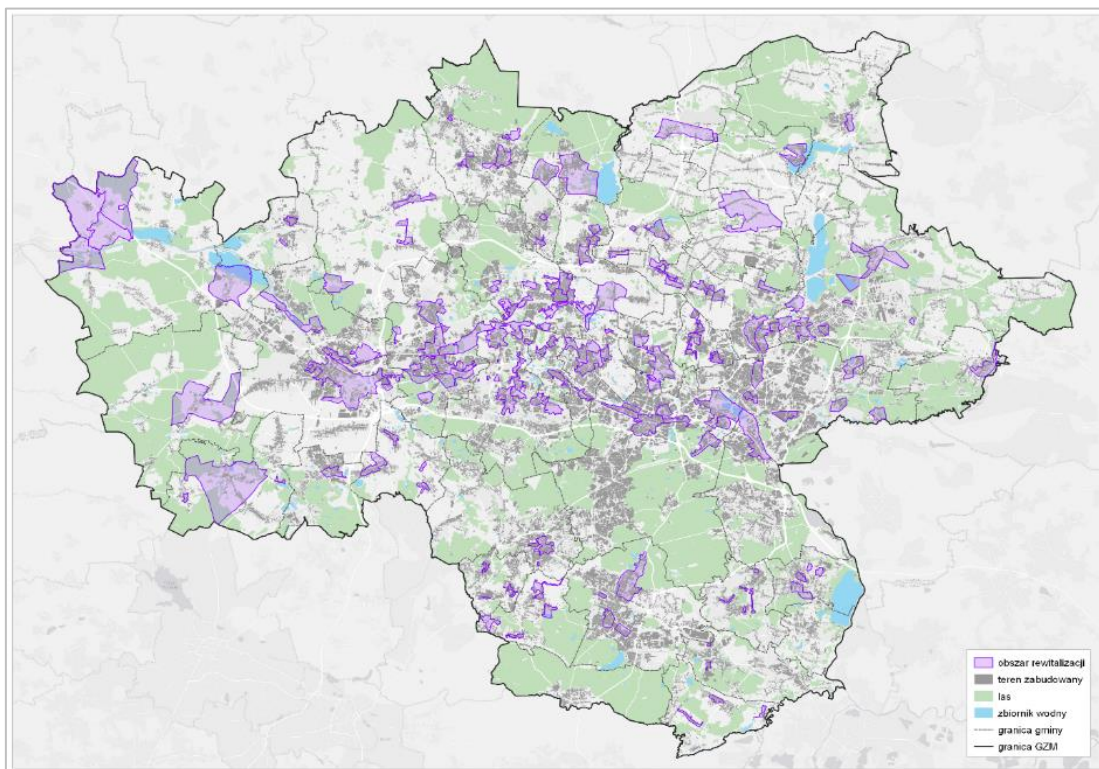 obszar rewitalizacji
teren zabudowany
las
zbiornik wodny
granica gminy
granica GZM